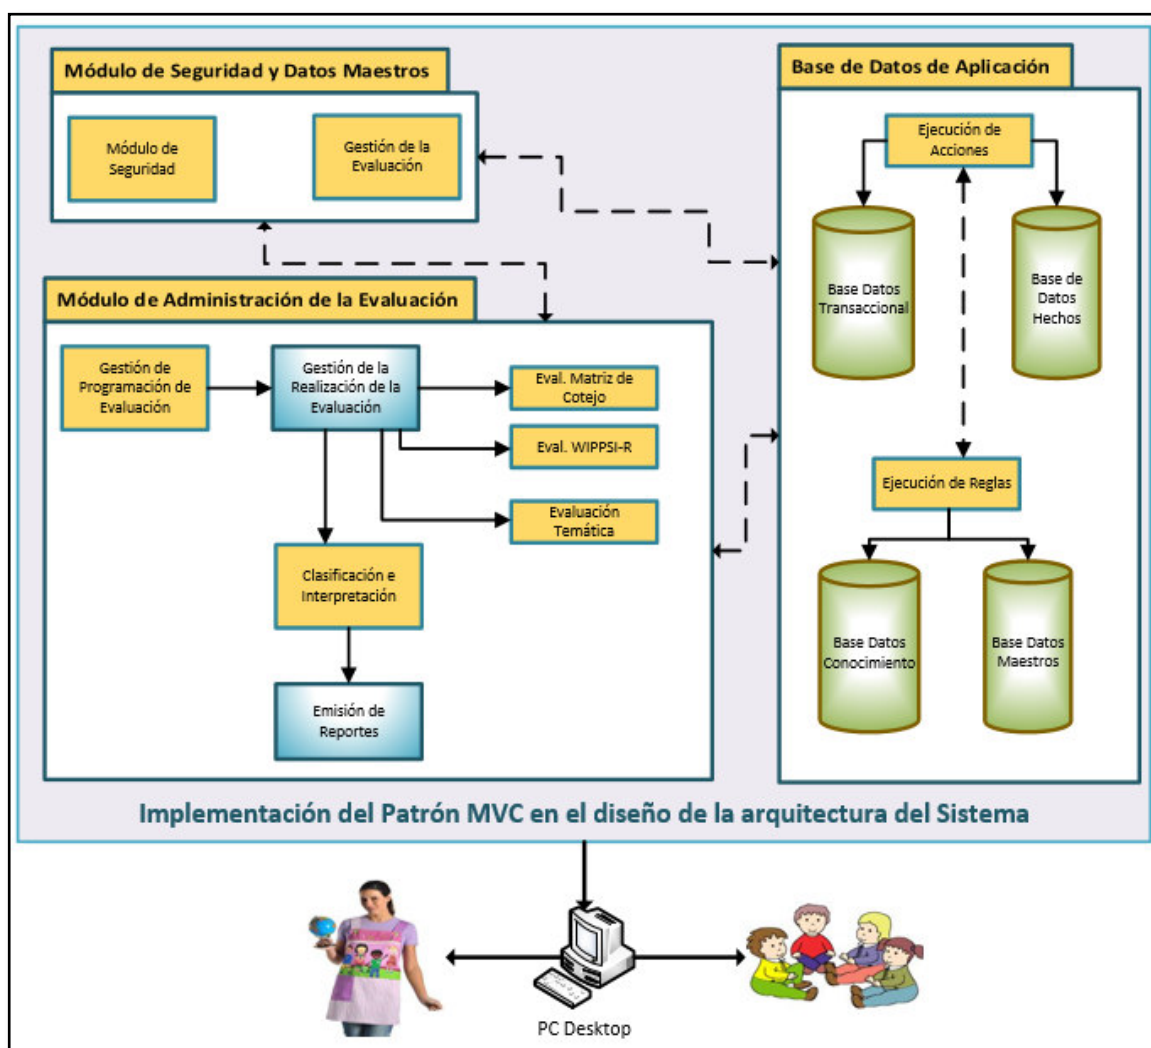 Módulo de Seguridad y Datos Maestros
Módulo de
Seguridad
Gestión de la
Evaluación
Base de Datos de Aplicación
Ejecución de
Acciones
Base Datos
Transaccional
Base de
Datos
Hechos
Ejecución de Reglas
Base Datos
Conocimiento
Base Datos
Maestros
Módulo de Administración de la Evaluación
Gestión de
Programación de
Evaluación
Gestión de la
Realización de la
Evaluación
Eval. Matriz de
Cotejo
Eval. WIPPSI-R
Evaluación
Temática
Clasificación e
Interpretación
Emisión de
Reportes
Implementación del Patrón MVC en el diseño de la arquitectura del Sistema
PC Desktop